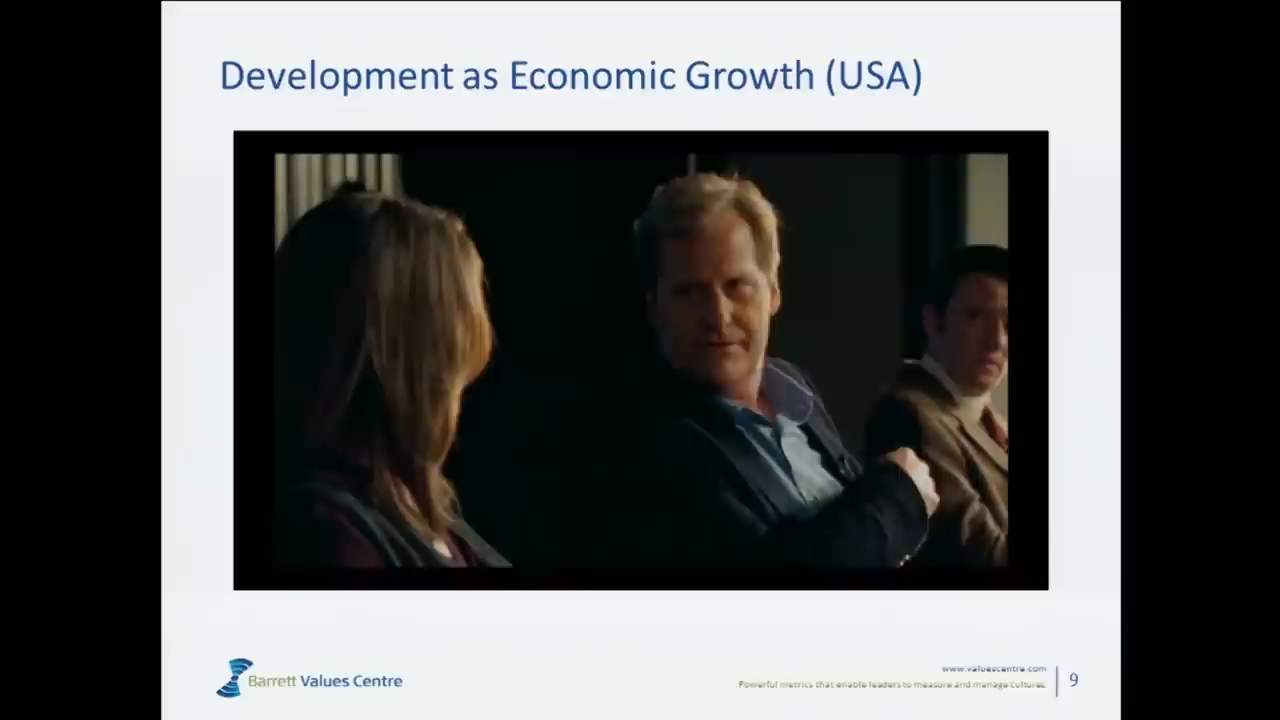 Development as Economic Growth (USA)
Barrett Values Centre
www.valuescentre.com
Powerful metrics that enable leaders to measure and manage cultures.
9